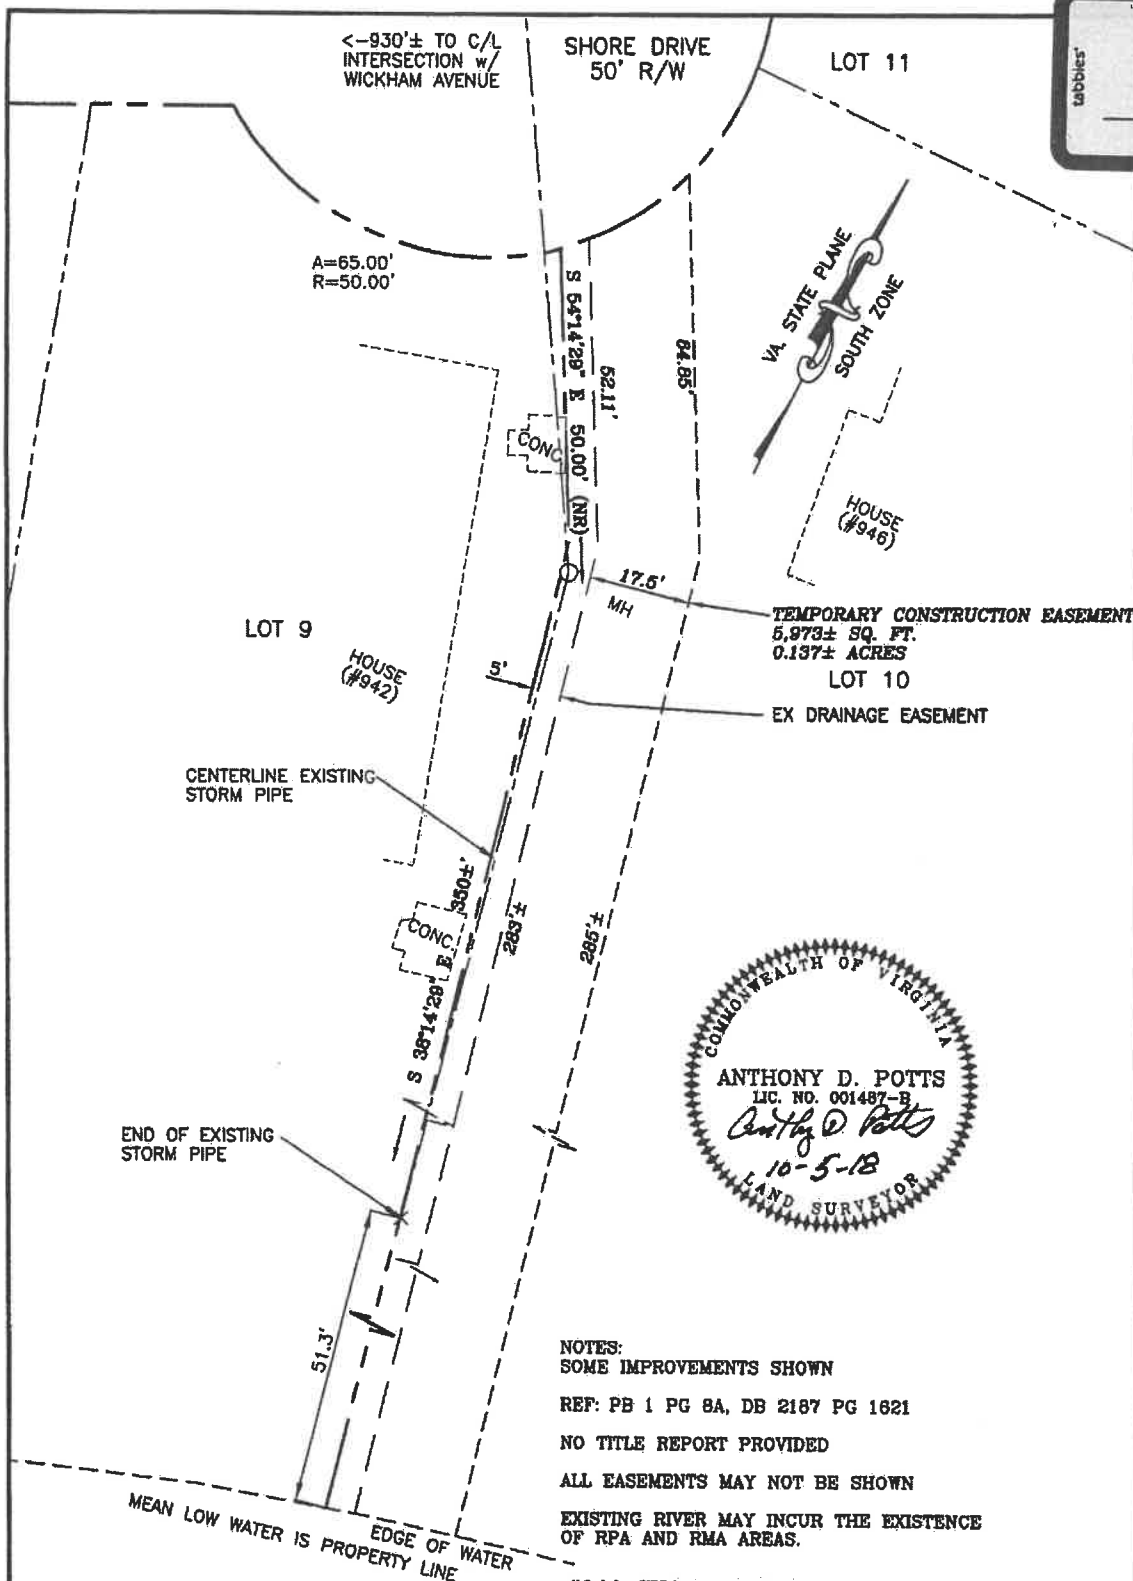 <-930'± TO C/L
INTERSECTION w/
WICKHAM AVENUE
SHORE DRIVE
50' R/W
LOT 11
tabbies'
A=65.00'
R=50.00'
VA. STATE PLANE
SOUTH ZONE
S 54°14'29" E 50.00' (NR)
52.11'
84.85'
CONC
HOUSE
(#946)
17.5'
MH
TEMPORARY CONSTRUCTION EASEMENT
5,973± SQ. FT.
0.137± ACRES
LOT 9
LOT 10
HOUSE
(#942)
5'
EX DRAINAGE EASEMENT
CENTERLINE EXISTING
STORM PIPE
CONC.
S 38°14'29" E 350±'
283'±
285'±
COMMONWEALTH OF VIRGINIA
ANTHONY D. POTTS
LIC. NO. 001487-B
Anthy D. Potts
10-5-18
LAND SURVEYOR
END OF EXISTING
STORM PIPE
51.3'
NOTES:
SOME IMPROVEMENTS SHOWN
REF: PB 1 PG 8A, DB 2187 PG 1621
NO TITLE REPORT PROVIDED
ALL EASEMENTS MAY NOT BE SHOWN
EXISTING RIVER MAY INCUR THE EXISTENCE
OF RPA AND RMA AREAS.
MEAN LOW WATER IS PROPERTY LINE
EDGE OF WATER